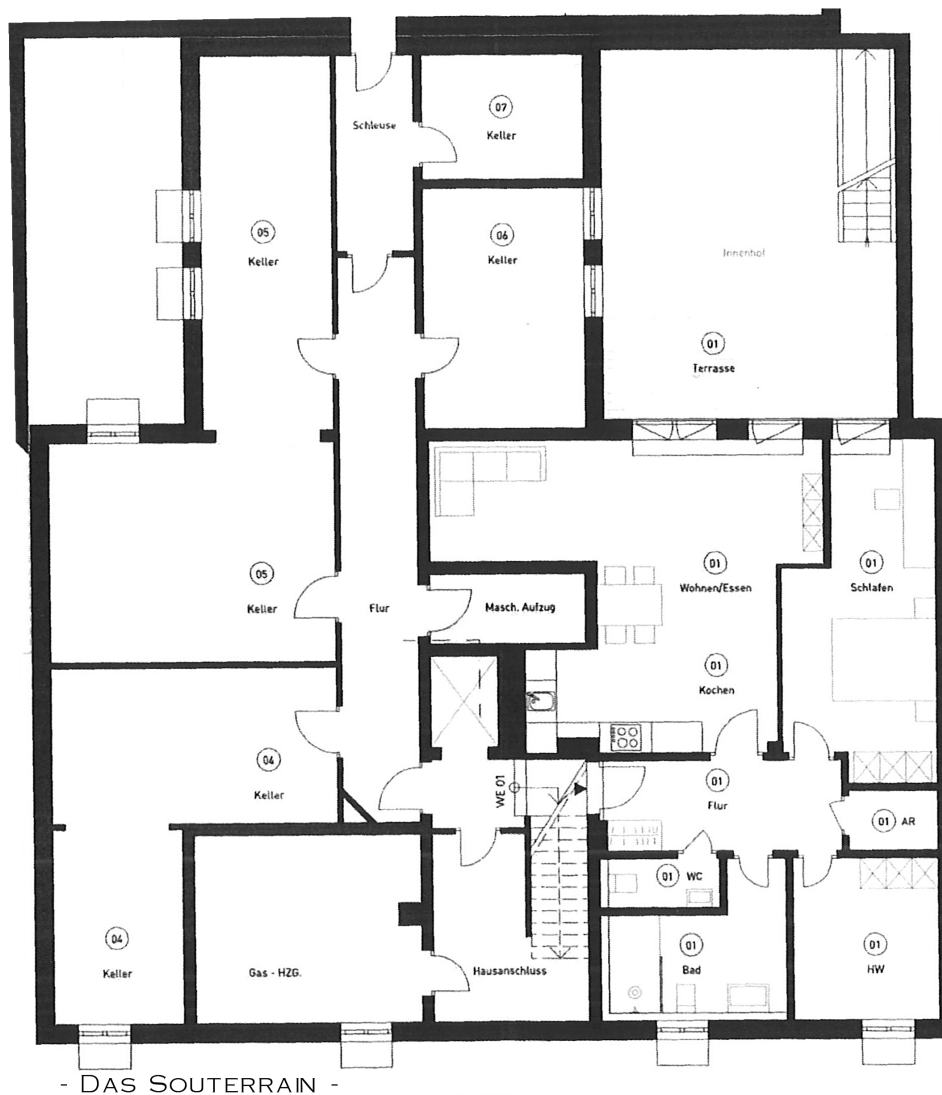 07
Keller
Schleuse
05
Keller
06
Keller
Innenhof
01
Terrasse
05
Keller
Flur
Masch. Aufzug
01
Wohnen/Essen
01
Schlafen
01
Kochen
04
Keller
WE 01
01
Flur
01 AR
01 WC
04
Keller
Gas - HZG.
Hausanschluss
01
Bad
01
HW
- Das Souterrain -